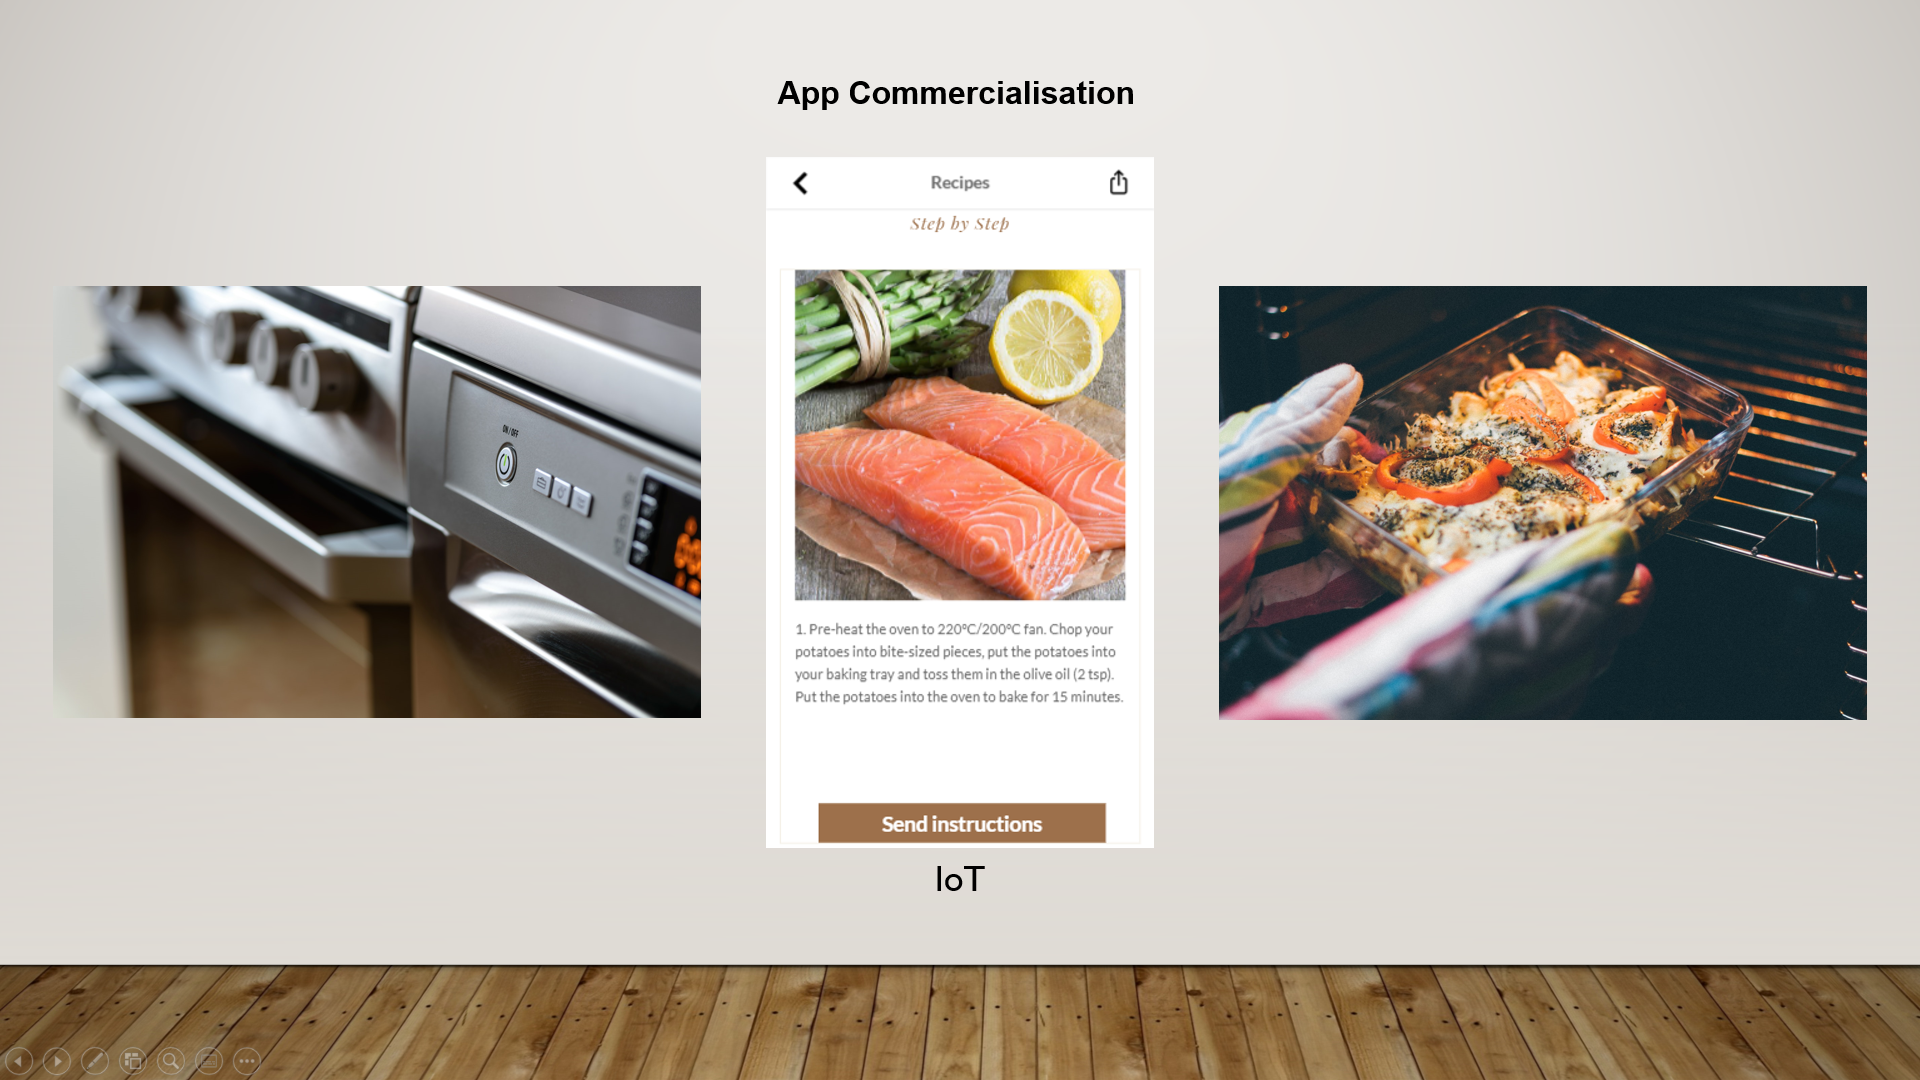 App Commercialisation
Recipes
Step by Step
ON / OFF
1. Pre-heat the oven to 220°C/200°C fan. Chop your
potatoes into bite-sized pieces, put the potatoes into
your baking tray and toss them in the olive oil (2 tsp).
Put the potatoes into the oven to bake for 15 minutes.
Send instructions
IoT